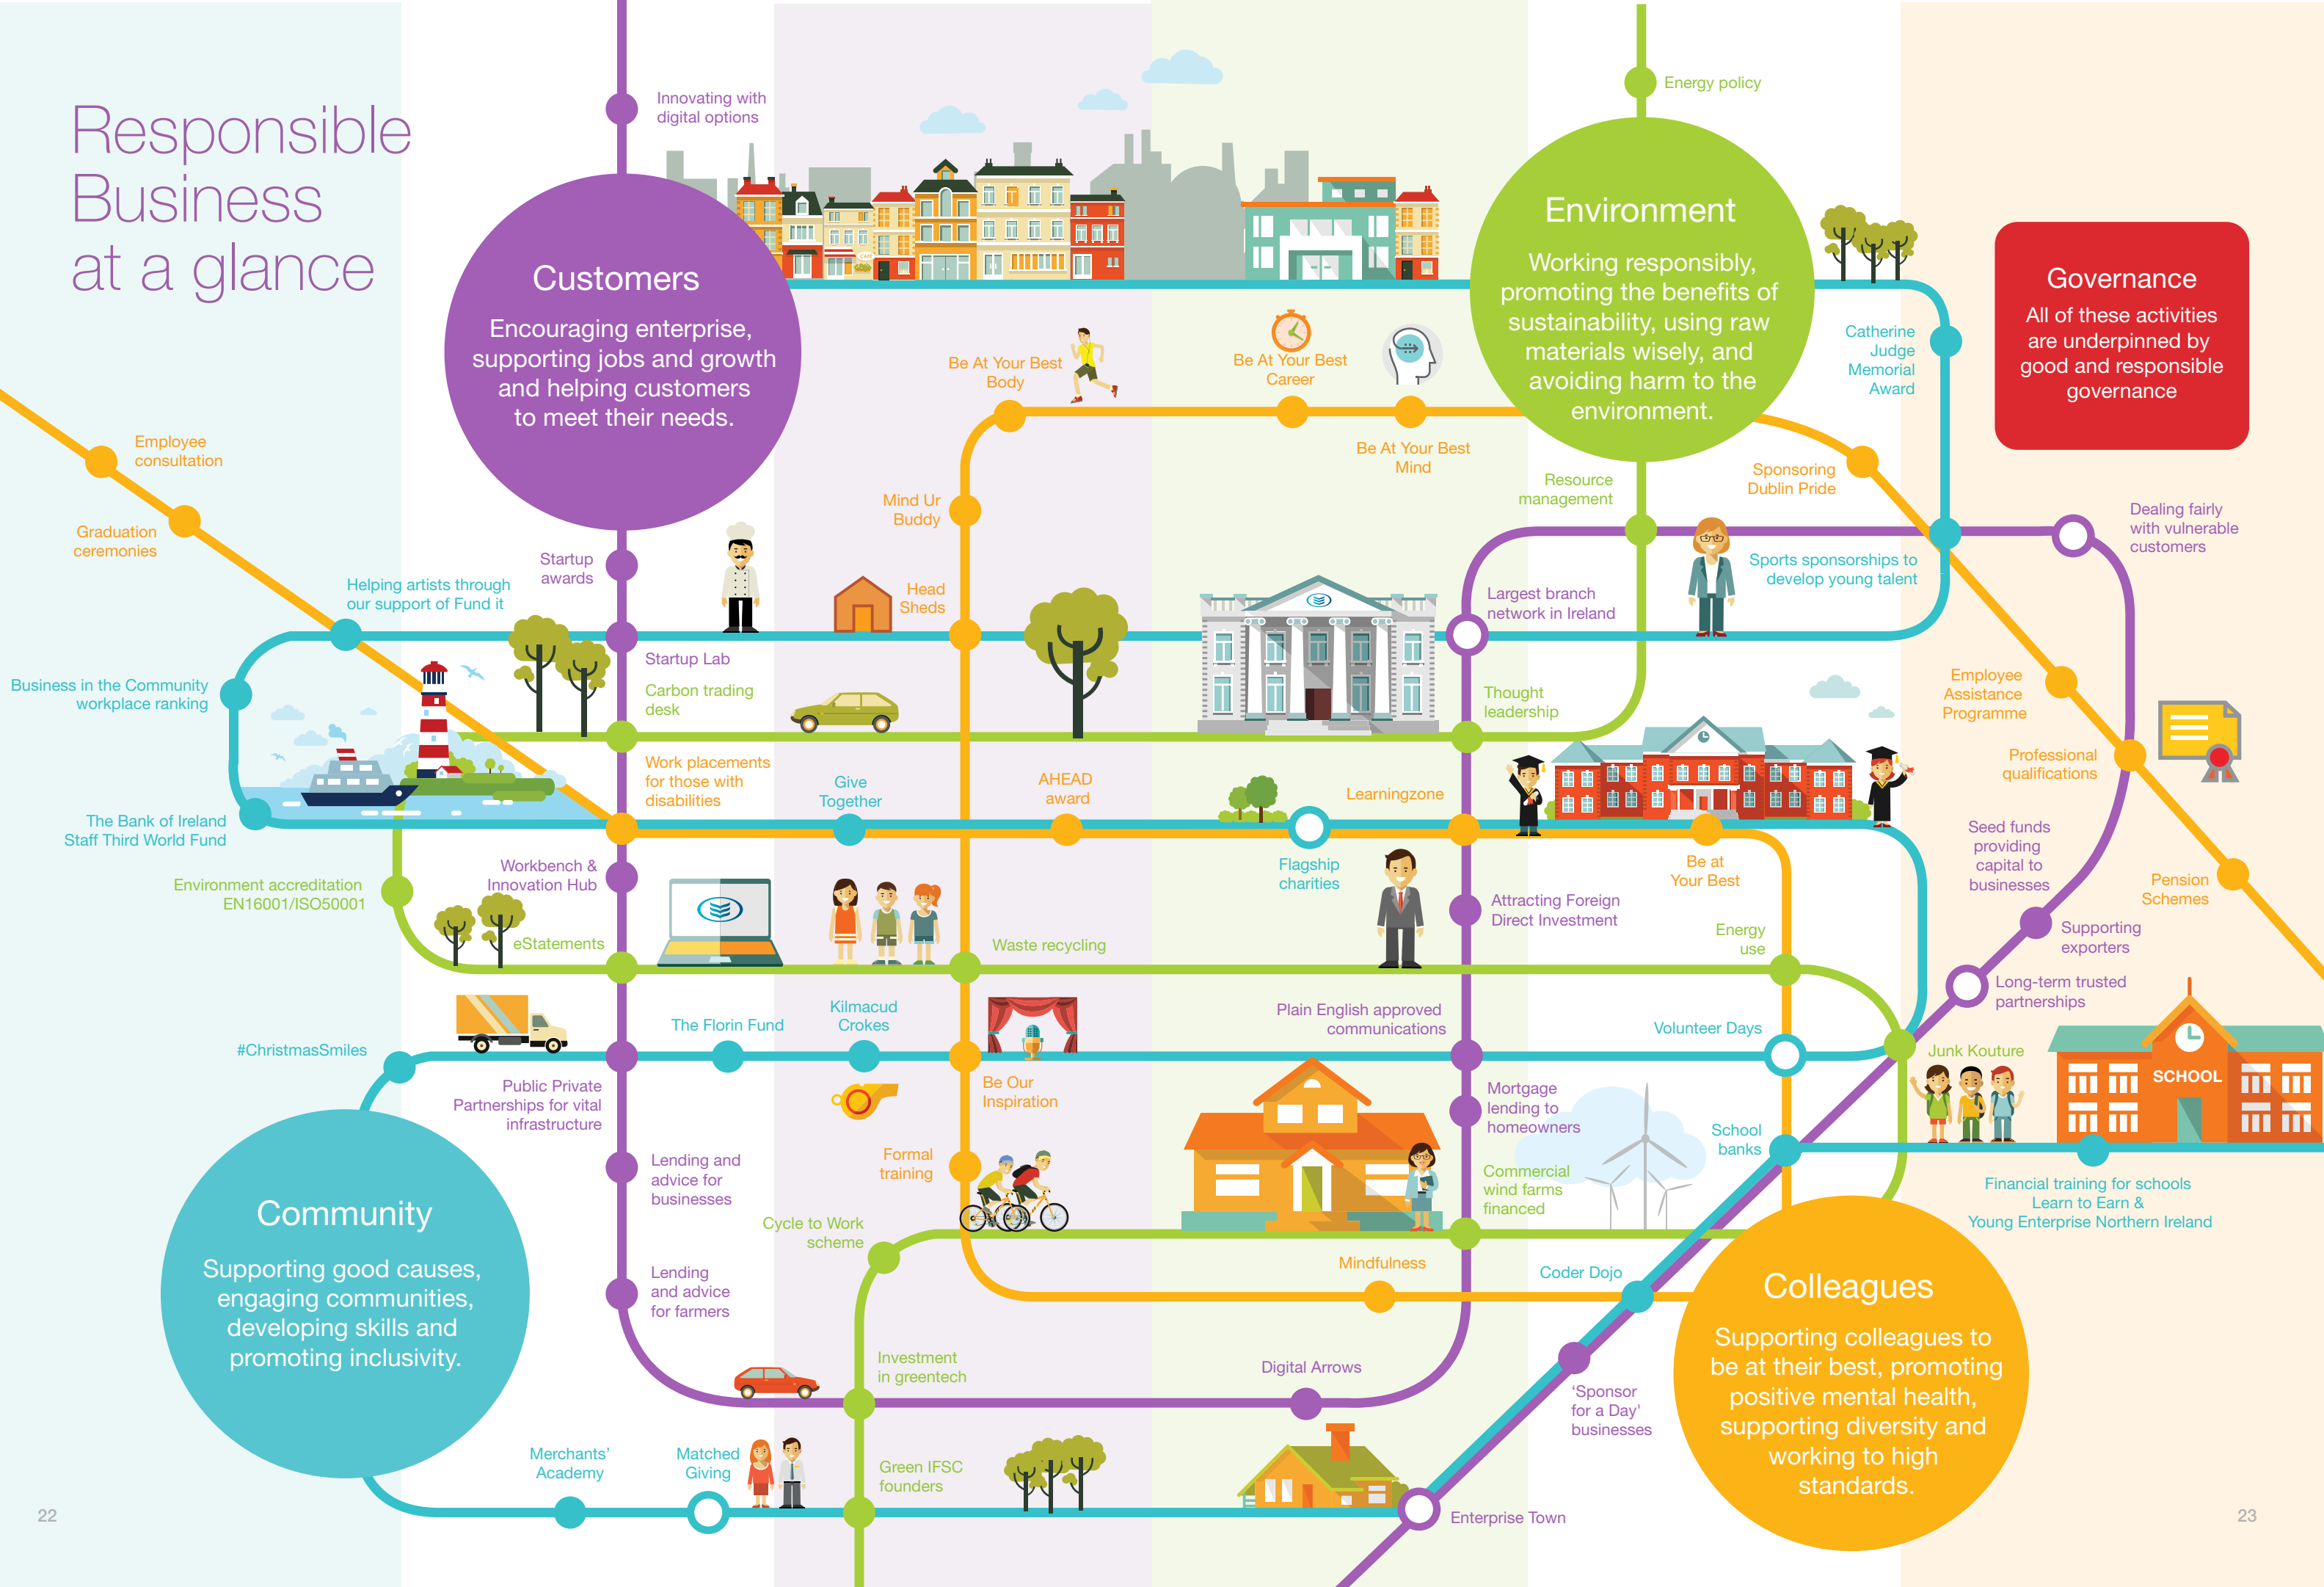 Responsible
Business
at a glance
Innovating with
digital options
Energy policy
Customers
Encouraging enterprise,
supporting jobs and growth
and helping customers
to meet their needs.
CAFE
Environment
Working responsibly,
promoting the benefits of
sustainability, using raw
materials wisely, and
avoiding harm to the
environment.
Governance
All of these activities
are underpinned by
good and responsible
governance
Catherine
Judge
Memorial
Award
Be At Your Best
Body
Be At Your Best
Career
Be At Your Best
Mind
Employee
consultation
Graduation
ceremonies
Mind Ur
Buddy
Resource
management
Sponsoring
Dublin Pride
Dealing fairly
with vulnerable
customers
Helping artists through
our support of Fund it
Startup
awards
Head
Sheds
Largest branch
network in Ireland
Sports sponsorships to
develop young talent
Business in the Community
workplace ranking
Startup Lab
Carbon trading
desk
Thought
leadership
Employee
Assistance
Programme
Professional
qualifications
The Bank of Ireland
Staff Third World Fund
Work placements
for those with
disabilities
Give
Together
AHEAD
award
Learningzone
Flagship
charities
Be at
Your Best
Seed funds
providing
capital to
businesses
Pension
Schemes
Environment accreditation
EN16001/ISO50001
Workbench &
Innovation Hub
Attracting Foreign
Direct Investment
eStatements
Waste recycling
Energy
use
Supporting
exporters
Long-term trusted
partnerships
#ChristmasSmiles
The Florin Fund
Kilmacud
Crokes
Plain English approved
communications
Volunteer Days
Junk Kouture
SCHOOL
Public Private
Partnerships for vital
infrastructure
Be Our
Inspiration
Mortgage
lending to
homeowners
School
banks
Lending and
advice for
businesses
Formal
training
Commercial
wind farms
financed
Financial training for schools
Learn to Earn &
Young Enterprise Northern Ireland
Community
Supporting good causes,
engaging communities,
developing skills and
promoting inclusivity.
Cycle to Work
scheme
Lending
and advice
for farmers
Mindfulness
Coder Dojo
Colleagues
Supporting colleagues to
be at their best, promoting
positive mental health,
supporting diversity and
working to high
standards.
Investment
in greentech
Digital Arrows
‘Sponsor
for a Day'
businesses
Merchants’
Academy
Matched
Giving
Green IFSC
founders
Enterprise Town
22
23